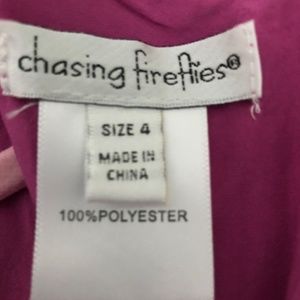 chasing fireflies®
SIZE 4
MADE IN
CHINA
100%POLYESTER